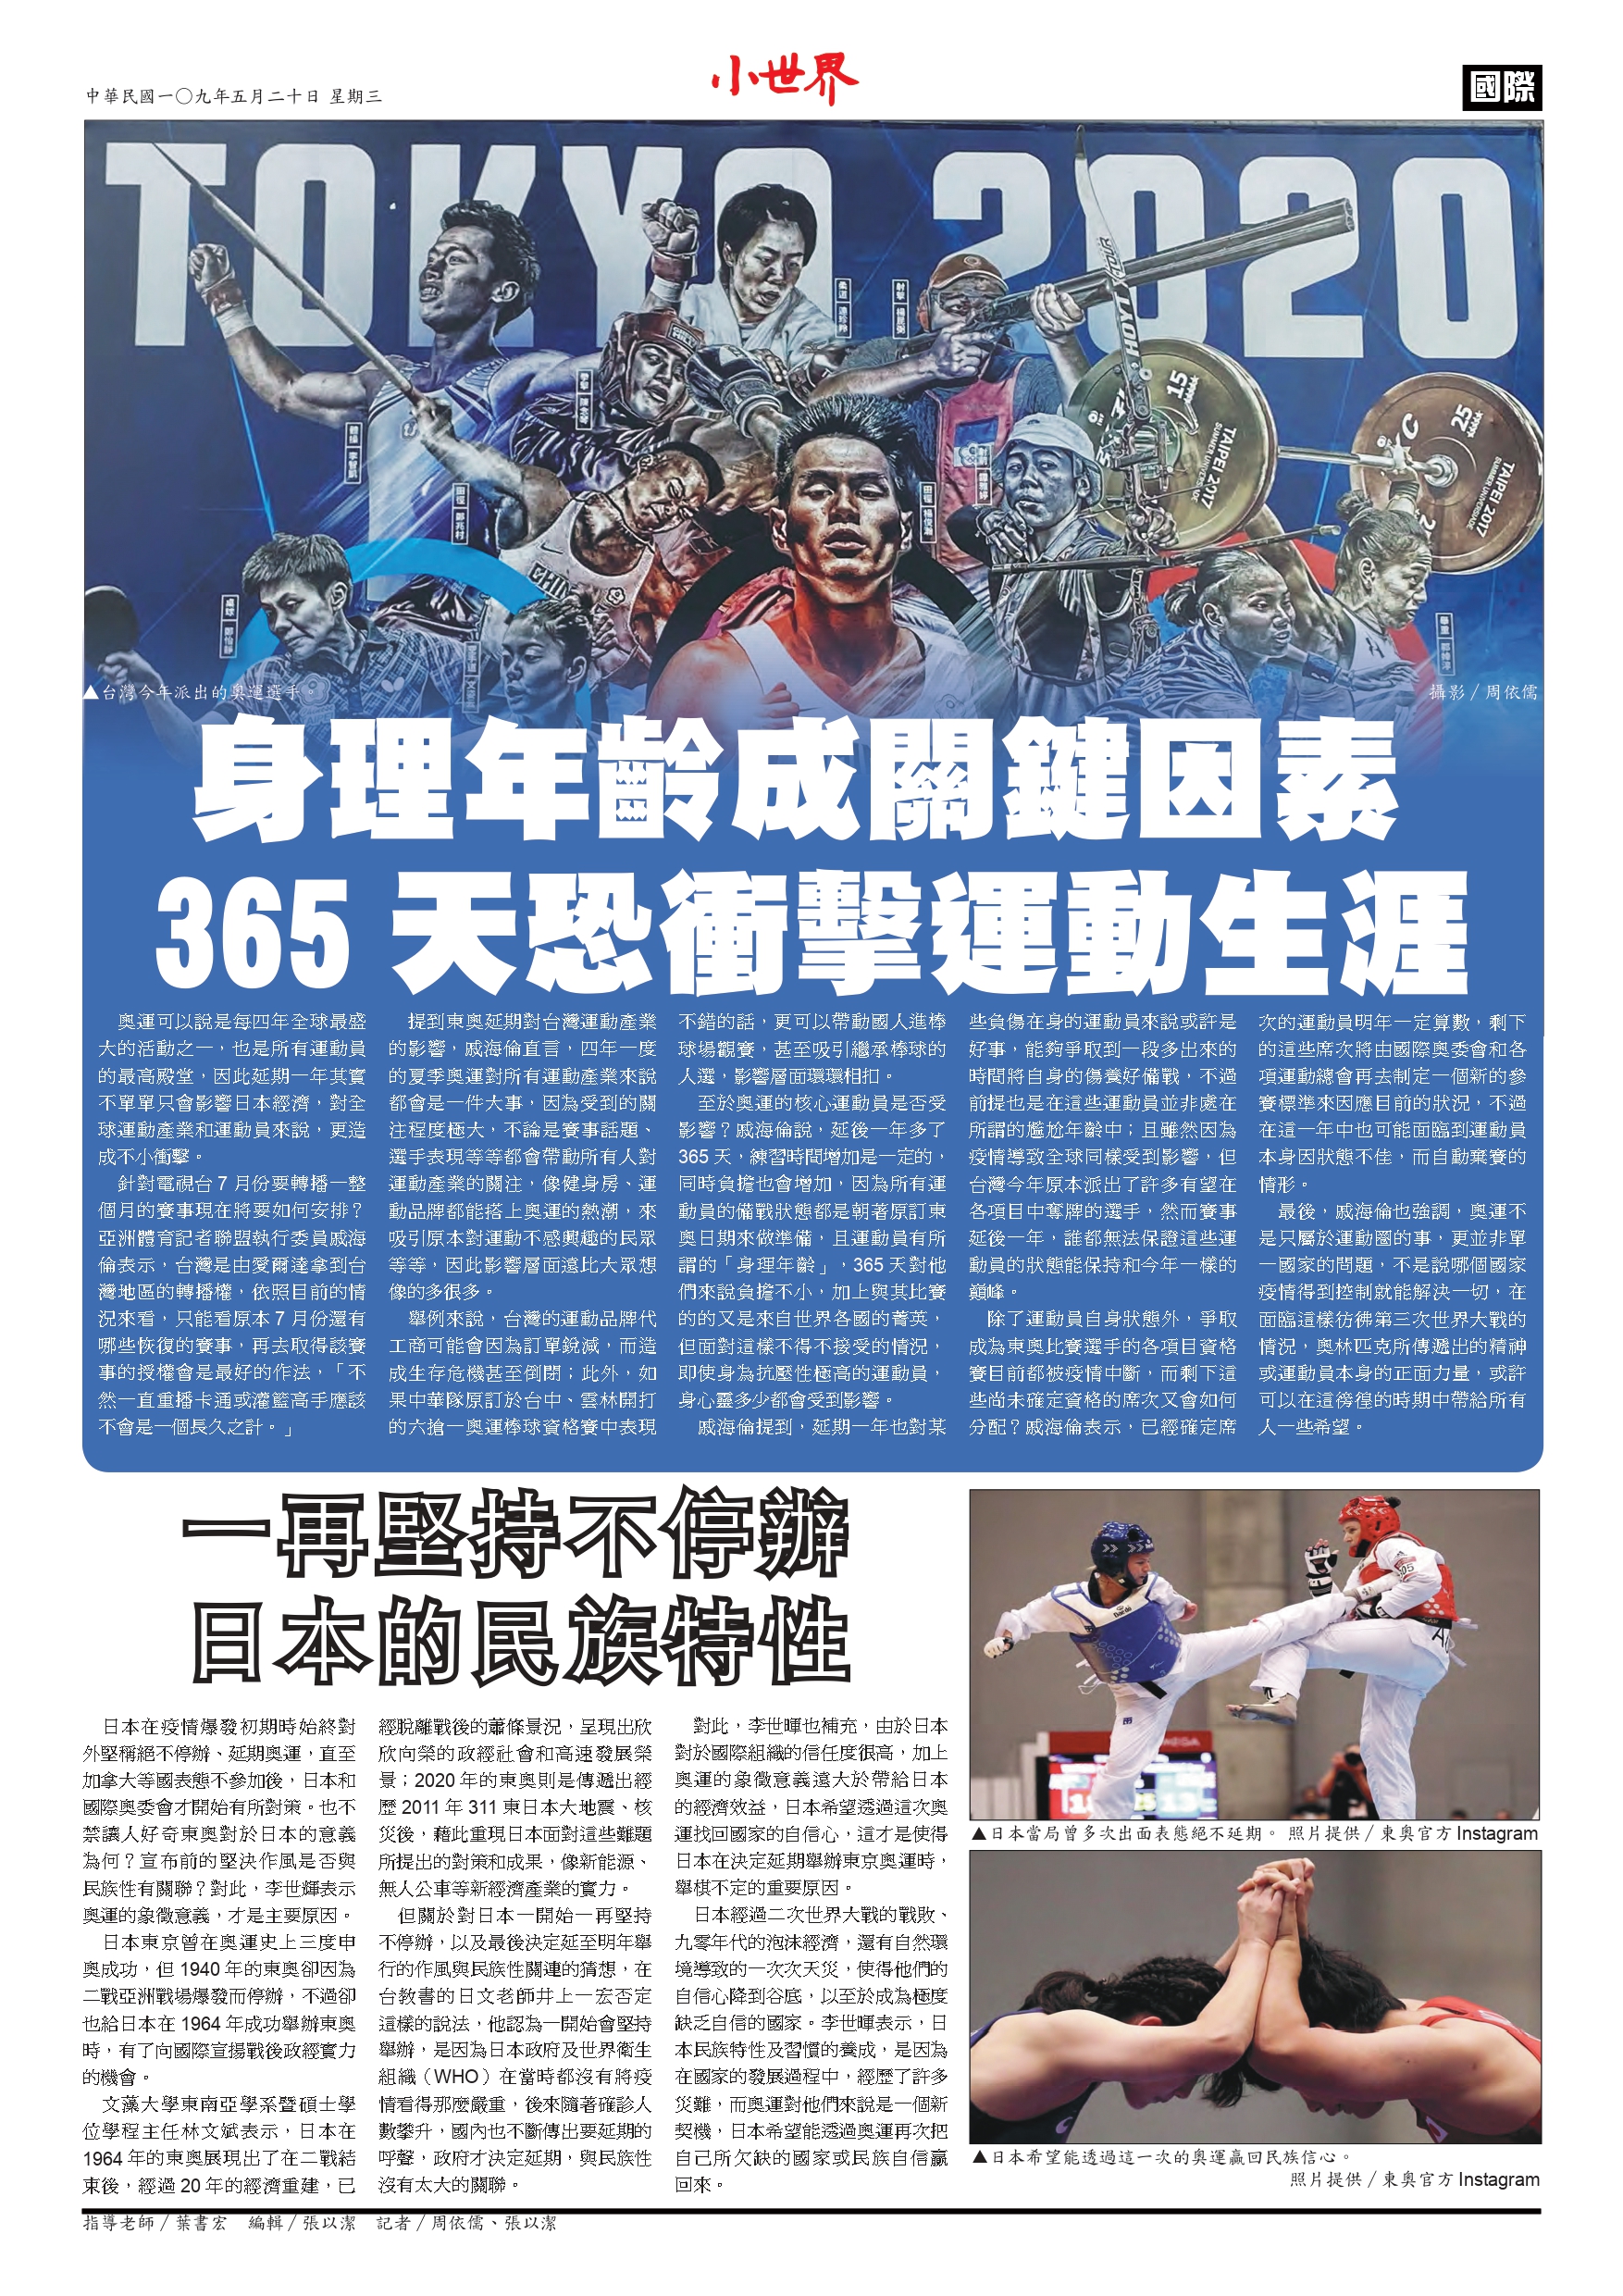 中華民國一〇九年五月二十日 星期三
小世界
國際
TOKYO 2020
柔道
射擊
拳擊
HOYT
TOUR
15
25
TAIPEI 2017
SUMMER UNIVERSIADE
TAIPEI 2017
SUMMER UNIVERSIADE
田徑 鄭兆村
田徑 楊俊瀚
桌球
舉重
▲台灣今年派出的奧運選手。
攝影／周依儒
身理年齡成關鍵因素
365 天恐衝擊運動生涯
奧運可以說是每四年全球最盛
大的活動之一，也是所有運動員
的最高殿堂，因此延期一年其實
不單單只會影響日本經濟，對全
球運動產業和運動員來說，更造
成不小衝擊。
針對電視台 7 月份要轉播一整
個月的賽事現在將要如何安排？
亞洲體育記者聯盟執行委員戚海
倫表示，台灣是由愛爾達拿到台
灣地區的轉播權，依照目前的情
況來看，只能看原本 7 月份還有
哪些恢復的賽事，再去取得該賽
事的授權會是最好的作法，「不
然一直重播卡通或灌籃高手應該
不會是一個長久之計。」
提到東奧延期對台灣運動產業
的影響，戚海倫直言，四年一度
的夏季奧運對所有運動產業來說
都會是一件大事，因為受到的關
注程度極大，不論是賽事話題、
選手表現等等都會帶動所有人對
運動產業的關注，像健身房、運
動品牌都能搭上奧運的熱潮，來
吸引原本對運動不感興趣的民眾
等等，因此影響層面遠比大眾想
像的多很多。
舉例來說，台灣的運動品牌代
工商可能會因為訂單銳減，而造
成生存危機甚至倒閉；此外，如
果中華隊原訂於台中、雲林開打
的六搶一奧運棒球資格賽中表現
不錯的話，更可以帶動國人進棒
球場觀賽，甚至吸引繼承棒球的
人選，影響層面環環相扣。
至於奧運的核心運動員是否受
影響？戚海倫說，延後一年多了
365 天，練習時間增加是一定的，
同時負擔也會增加，因為所有運
動員的備戰狀態都是朝著原訂東
奧日期來做準備，且運動員有所
謂的「身理年齡」，365 天對他
們來說負擔不小，加上與其比賽
的的又是來自世界各國的菁英，
但面對這樣不得不接受的情況，
即使身為抗壓性極高的運動員，
身心靈多少都會受到影響。
戚海倫提到，延期一年也對某
些負傷在身的運動員來說或許是
好事，能夠爭取到一段多出來的
時間將自身的傷養好備戰，不過
前提也是在這些運動員並非處在
所謂的尷尬年齡中；且雖然因為
疫情導致全球同樣受到影響，但
台灣今年原本派出了許多有望在
各項目中奪牌的選手，然而賽事
延後一年，誰都無法保證這些運
動員的狀態能保持和今年一樣的
巔峰。
除了運動員自身狀態外，爭取
成為東奧比賽選手的各項目資格
賽目前都被疫情中斷，而剩下這
些尚未確定資格的席次又會如何
分配？戚海倫表示，已經確定席
次的運動員明年一定算數，剩下
的這些席次將由國際奧委會和各
項運動總會再去制定一個新的參
賽標準來因應目前的狀況，不過
在這一年中也可能面臨到運動員
本身因狀態不佳，而自動棄賽的
情形。
最後，戚海倫也強調，奧運不
是只屬於運動圈的事，更並非單
一國家的問題，不是說哪個國家
疫情得到控制就能解決一切，在
面臨這樣彷彿第三次世界大戰的
情況，奧林匹克所傳遞出的精神
或運動員本身的正面力量，或許
可以在這徬徨的時期中帶給所有
人一些希望。
一再堅持不停辦
日本的民族特性
日本在疫情爆發初期時始終對
外堅稱絕不停辦、延期奧運，直至
加拿大等國表態不參加後，日本和
國際奧委會才開始有所對策。也不
禁讓人好奇東奧對於日本的意義
為何？宣布前的堅決作風是否與
民族性有關聯？對此，李世輝表示
奧運的象徵意義，才是主要原因。
日本東京曾在奧運史上三度申
奧成功，但 1940 年的東奧卻因為
二戰亞洲戰場爆發而停辦，不過卻
也給日本在 1964 年成功舉辦東奧
時，有了向國際宣揚戰後政經實力
的機會。
文藻大學東南亞學系暨碩士學
位學程主任林文斌表示，日本在
1964 年的東奧展現出了在二戰結
束後，經過 20 年的經濟重建，已
經脫離戰後的蕭條景況，呈現出欣
欣向榮的政經社會和高速發展榮
景；2020 年的東奧則是傳遞出經
歷 2011 年 311 東日本大地震、核
災後，藉此重現日本面對這些難題
所提出的對策和成果，像新能源、
無人公車等新經濟產業的實力。
但關於對日本一開始一再堅持
不停辦，以及最後決定延至明年舉
行的作風與民族性關連的猜想，在
台教書的日文老師井上一宏否定
這樣的說法，他認為一開始會堅持
舉辦，是因為日本政府及世界衛生
組織（WHO）在當時都沒有將疫
情看得那麼嚴重，後來隨著確診人
數攀升，國內也不斷傳出要延期的
呼聲，政府才決定延期，與民族性
沒有太大的關聯。
對此，李世暉也補充，由於日本
對於國際組織的信任度很高，加上
奧運的象徵意義遠大於帶給日本
的經濟效益，日本希望透過這次奧
運找回國家的自信心，這才是使得
日本在決定延期舉辦東京奧運時，
舉棋不定的重要原因。
日本經過二次世界大戰的戰敗、
九零年代的泡沫經濟，還有自然環
境導致的一次次天災，使得他們的
自信心降到谷底，以至於成為極度
缺乏自信的國家。李世暉表示，日
本民族特性及習慣的養成，是因為
在國家的發展過程中，經歷了許多
災難，而奧運對他們來說是一個新
契機，日本希望能透過奧運再次把
自己所欠缺的國家或民族自信贏
回來。
▲日本當局曾多次出面表態絕不延期。 照片提供／東奧官方 Instagram
▲日本希望能透過這一次的奧運贏回民族信心。
照片提供／東奧官方 Instagram
指導老師／葉書宏　編輯／張以潔　記者／周依儒、張以潔